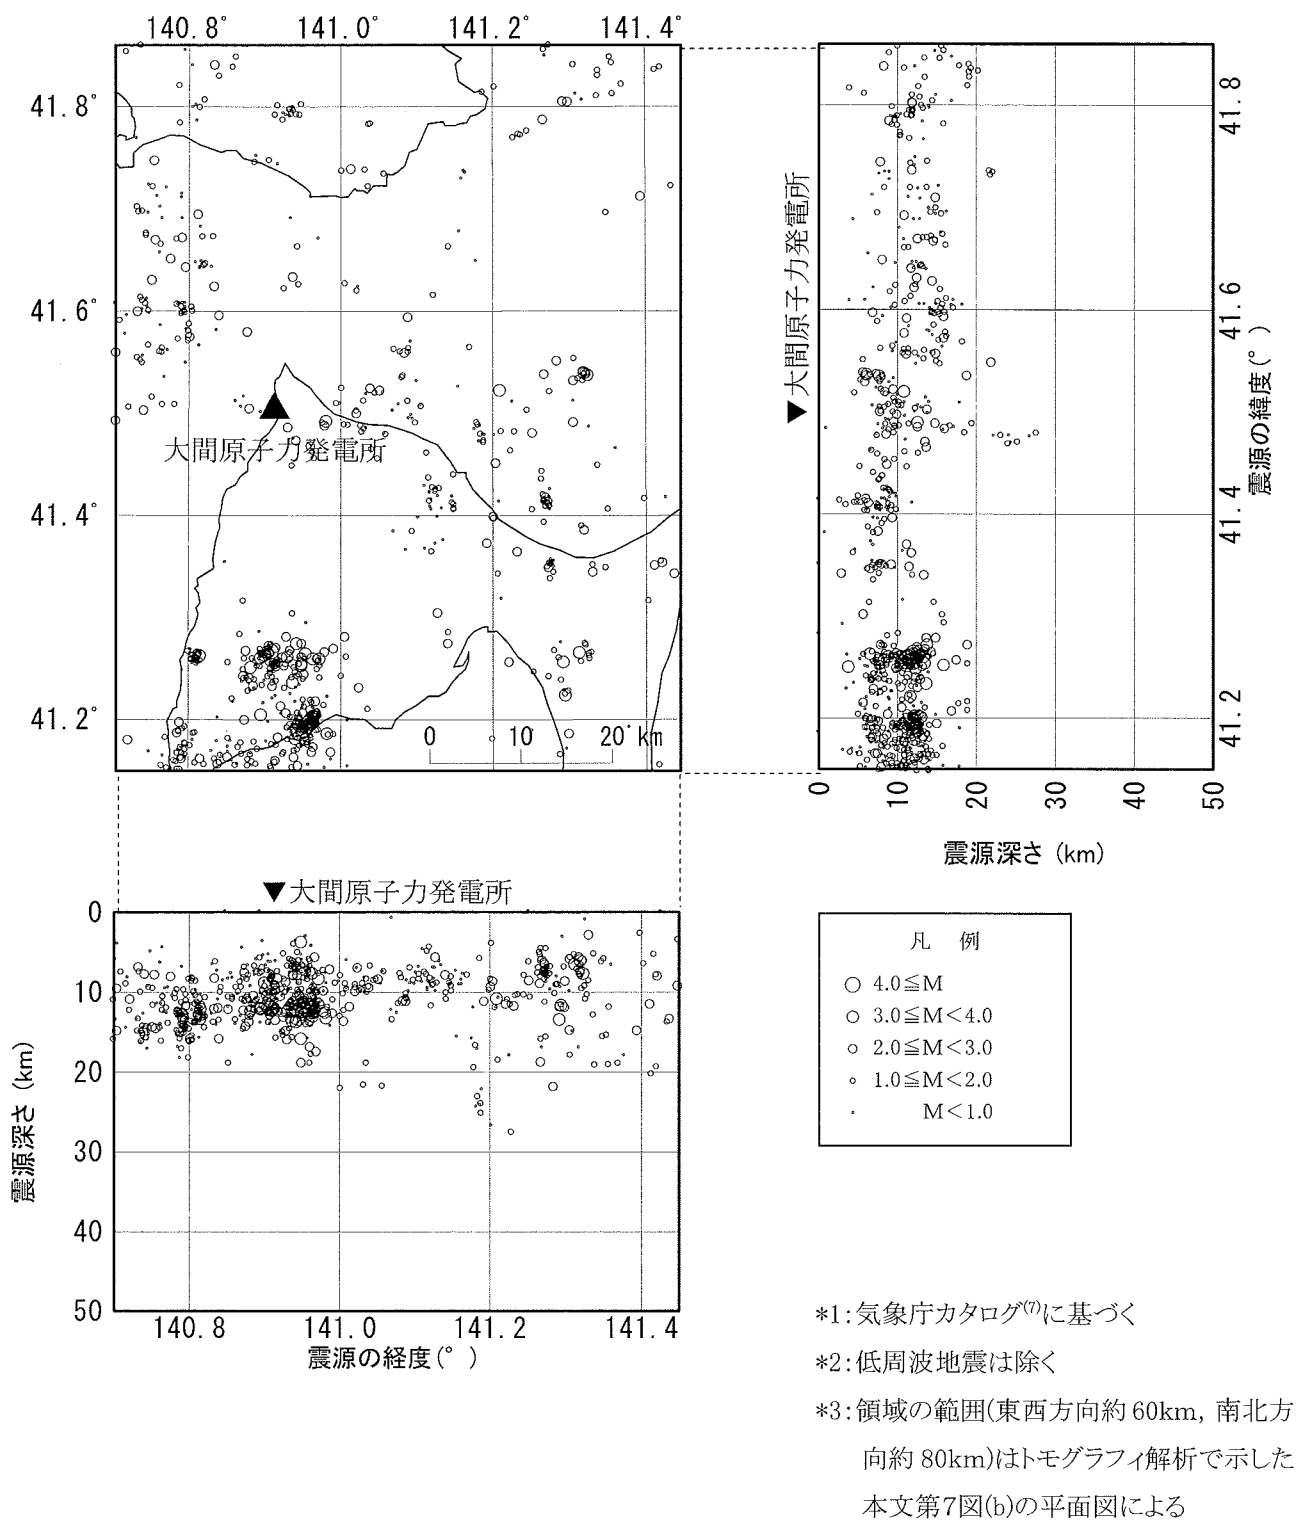 140.8° 141.0° 141.2° 141.4°
41.8°
41.6°
41.4°
41.2°
大間原子力発電所
0 10 20 km
▼大間原子力発電所
41.8
41.6
41.4
41.2
震源の緯度(°)
0 10 20 30 40 50
震源深さ (km)
▼大間原子力発電所
0
10
20
30
40
50
震源深さ (km)
140.8 141.0 141.2 141.4
震源の経度(°)
凡 例
4.0≦M
3.0≦M<4.0
2.0≦M<3.0
1.0≦M<2.0
M<1.0
*1:気象庁カタログ(7)に基づく
*2:低周波地震は除く
*3:領域の範囲(東西方向約60km, 南北方
向約80km)はトモグラフィ解析で示した
本文第7図(b)の平面図による